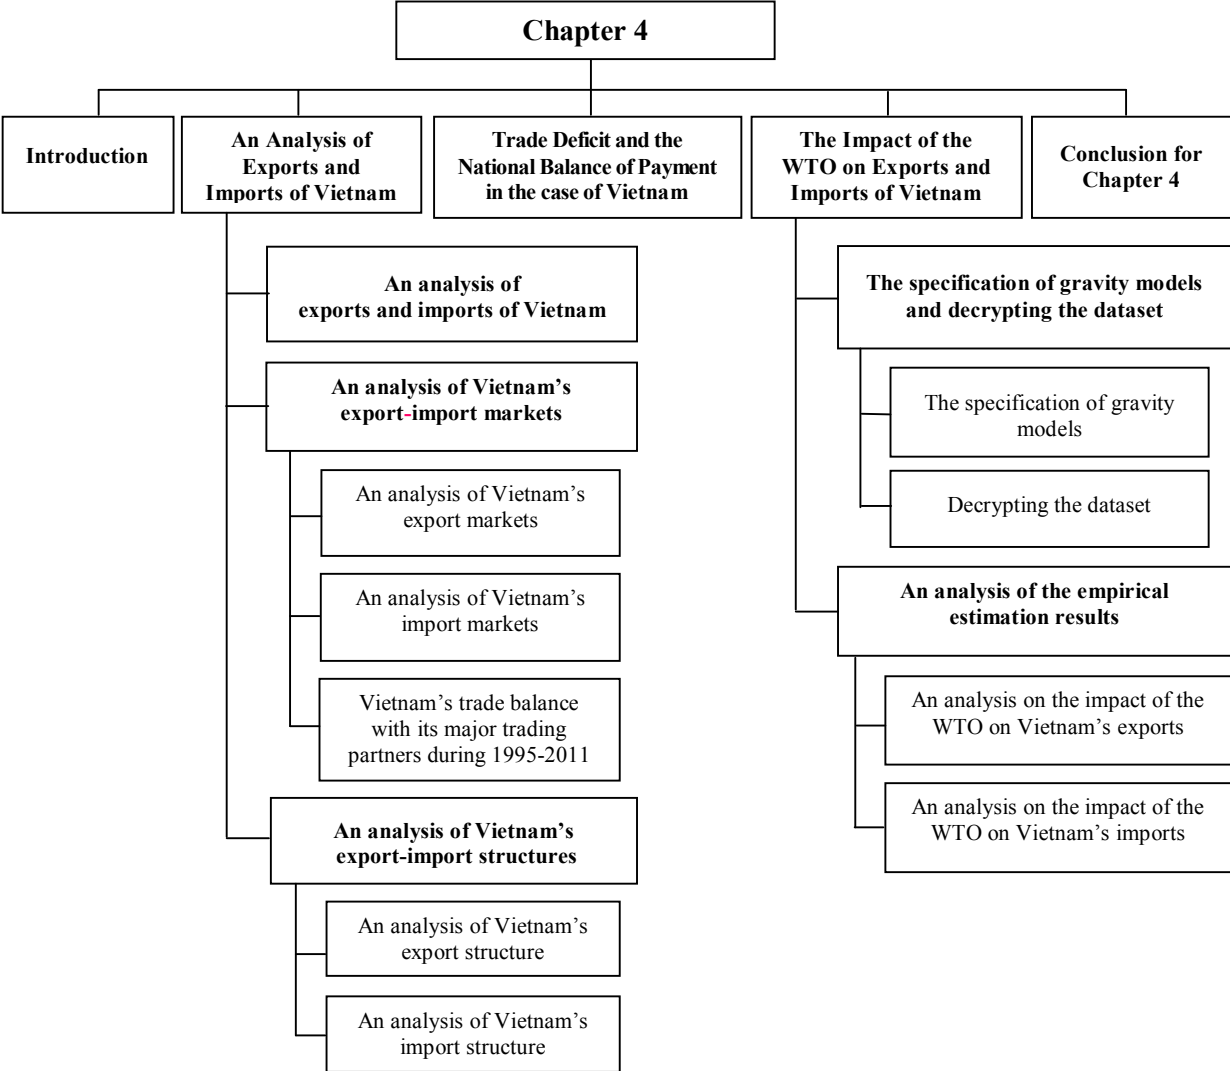 Chapter 4
Introduction
An Analysis of
Exports and
Imports of Vietnam
Trade Deficit and the
National Balance of Payment
in the case of Vietnam
The Impact of the
WTO on Exports and
Imports of Vietnam
Conclusion for
Chapter 4
An analysis of
exports and imports of Vietnam
An analysis of Vietnam’s
export-import markets
An analysis of Vietnam’s
export markets
An analysis of Vietnam’s
import markets
Vietnam’s trade balance
with its major trading
partners during 1995-2011
An analysis of Vietnam’s
export-import structures
An analysis of Vietnam’s
export structure
An analysis of Vietnam’s
import structure
The specification of gravity models
and decrypting the dataset
The specification of gravity
models
Decrypting the dataset
An analysis of the empirical
estimation results
An analysis on the impact of the
WTO on Vietnam’s exports
An analysis on the impact of the
WTO on Vietnam’s imports